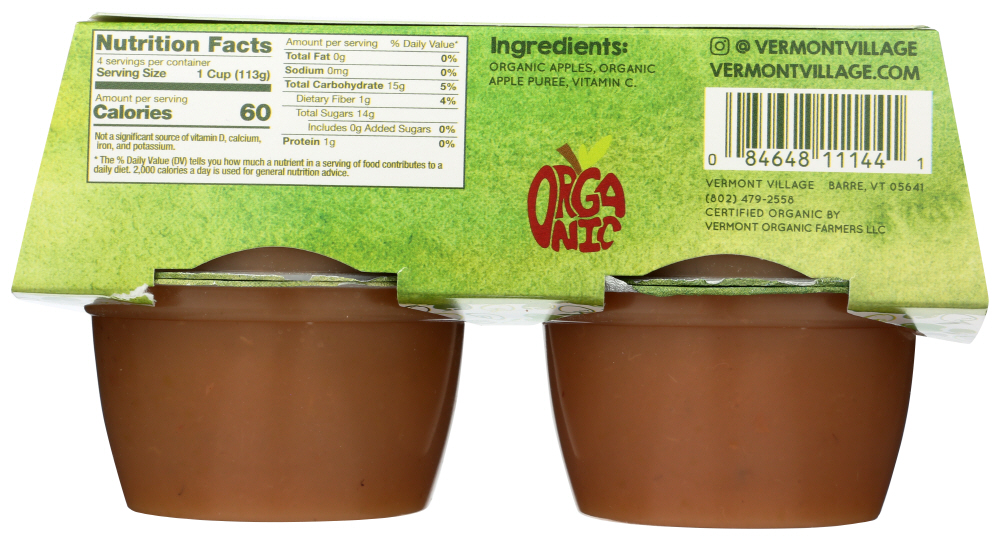 Nutrition Facts
4 servings per container
Serving Size 1 Cup (113g)
Amount per serving
Calories 60
Not a significant source of vitamin D, calcium,
iron, and potassium.
Amount per serving % Daily Value*
Total Fat 0g 0%
Sodium 0mg 0%
Total Carbohydrate 15g 5%
Dietary Fiber 1g 4%
Total Sugars 14g
Includes 0g Added Sugars 0%
Protein 1g 0%
* The % Daily Value (DV) tells you how much a nutrient in a serving of food contributes to a
daily diet. 2,000 calories a day is used for general nutrition advice.
Ingredients:
ORGANIC APPLES, ORGANIC
APPLE PUREE, VITAMIN C.
ORGA
NIC
@ VERMONTVILLAGE
VERMONTVILLAGE.COM
0 84648 11144 1
VERMONT VILLAGE BARRE, VT 05641
(802) 479-2558
CERTIFIED ORGANIC BY
VERMONT ORGANIC FARMERS LLC